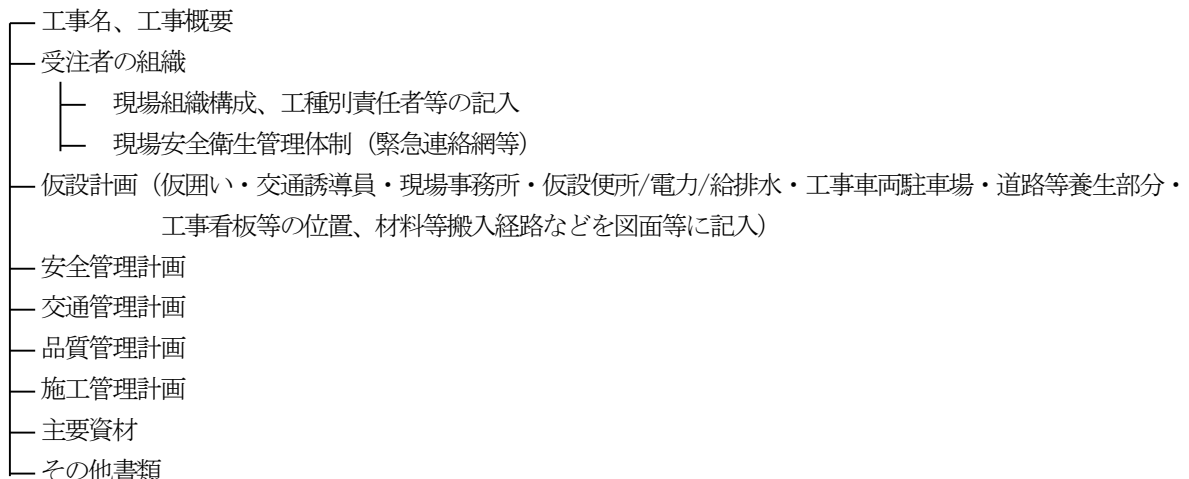 工事名、工事概要
受注者の組織
現場組織構成、工種別責任者等の記入
現場安全衛生管理体制（緊急連絡網等）
仮設計画（仮囲い・交通誘導員・現場事務所・仮設便所/電力/給排水・工事車両駐車場・道路等養生部分・
工事看板等の位置、材料等搬入経路などを図面等に記入）
安全管理計画
交通管理計画
品質管理計画
施工管理計画
主要資材
その他書類